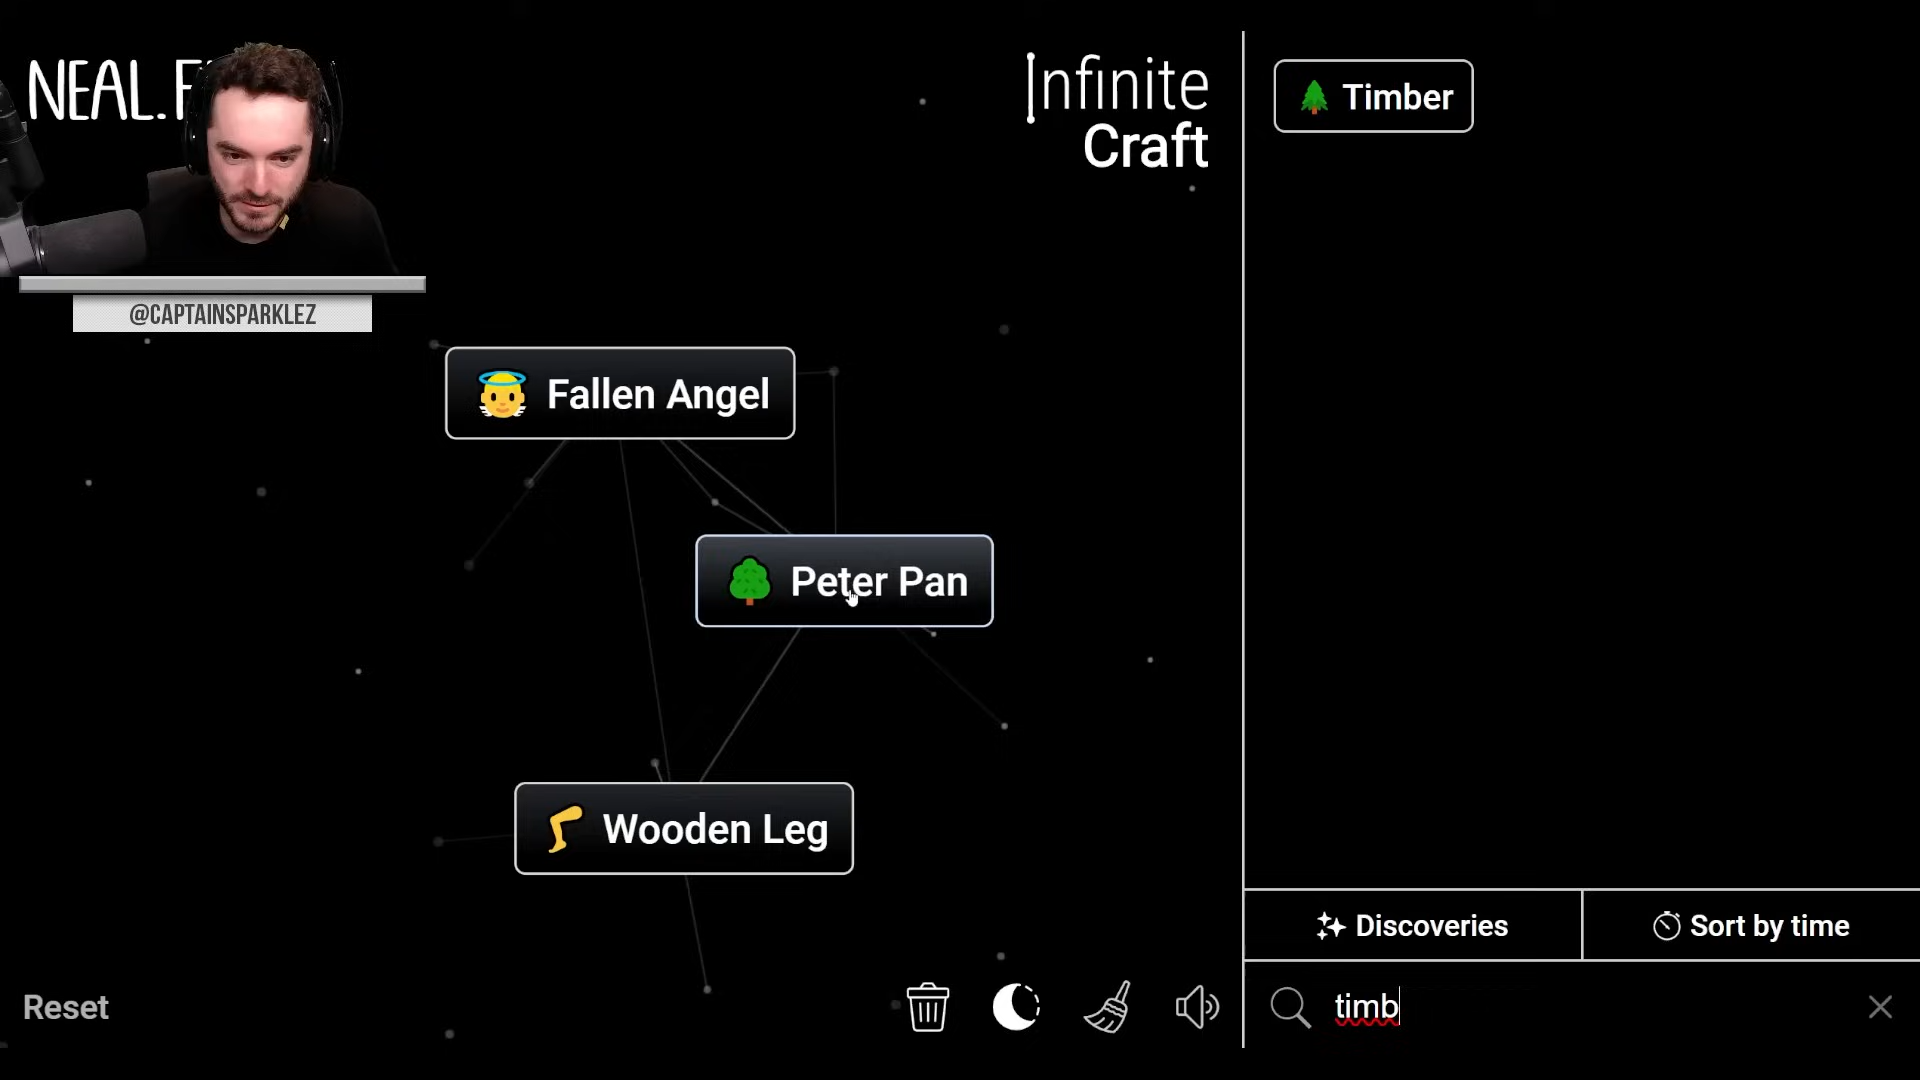 NEAL.F
Infinite
Craft
Timber
@CAPTAINSPARKLEZ
Fallen Angel
Peter Pan
Wooden Leg
Discoveries
Sort by time
Reset
timb